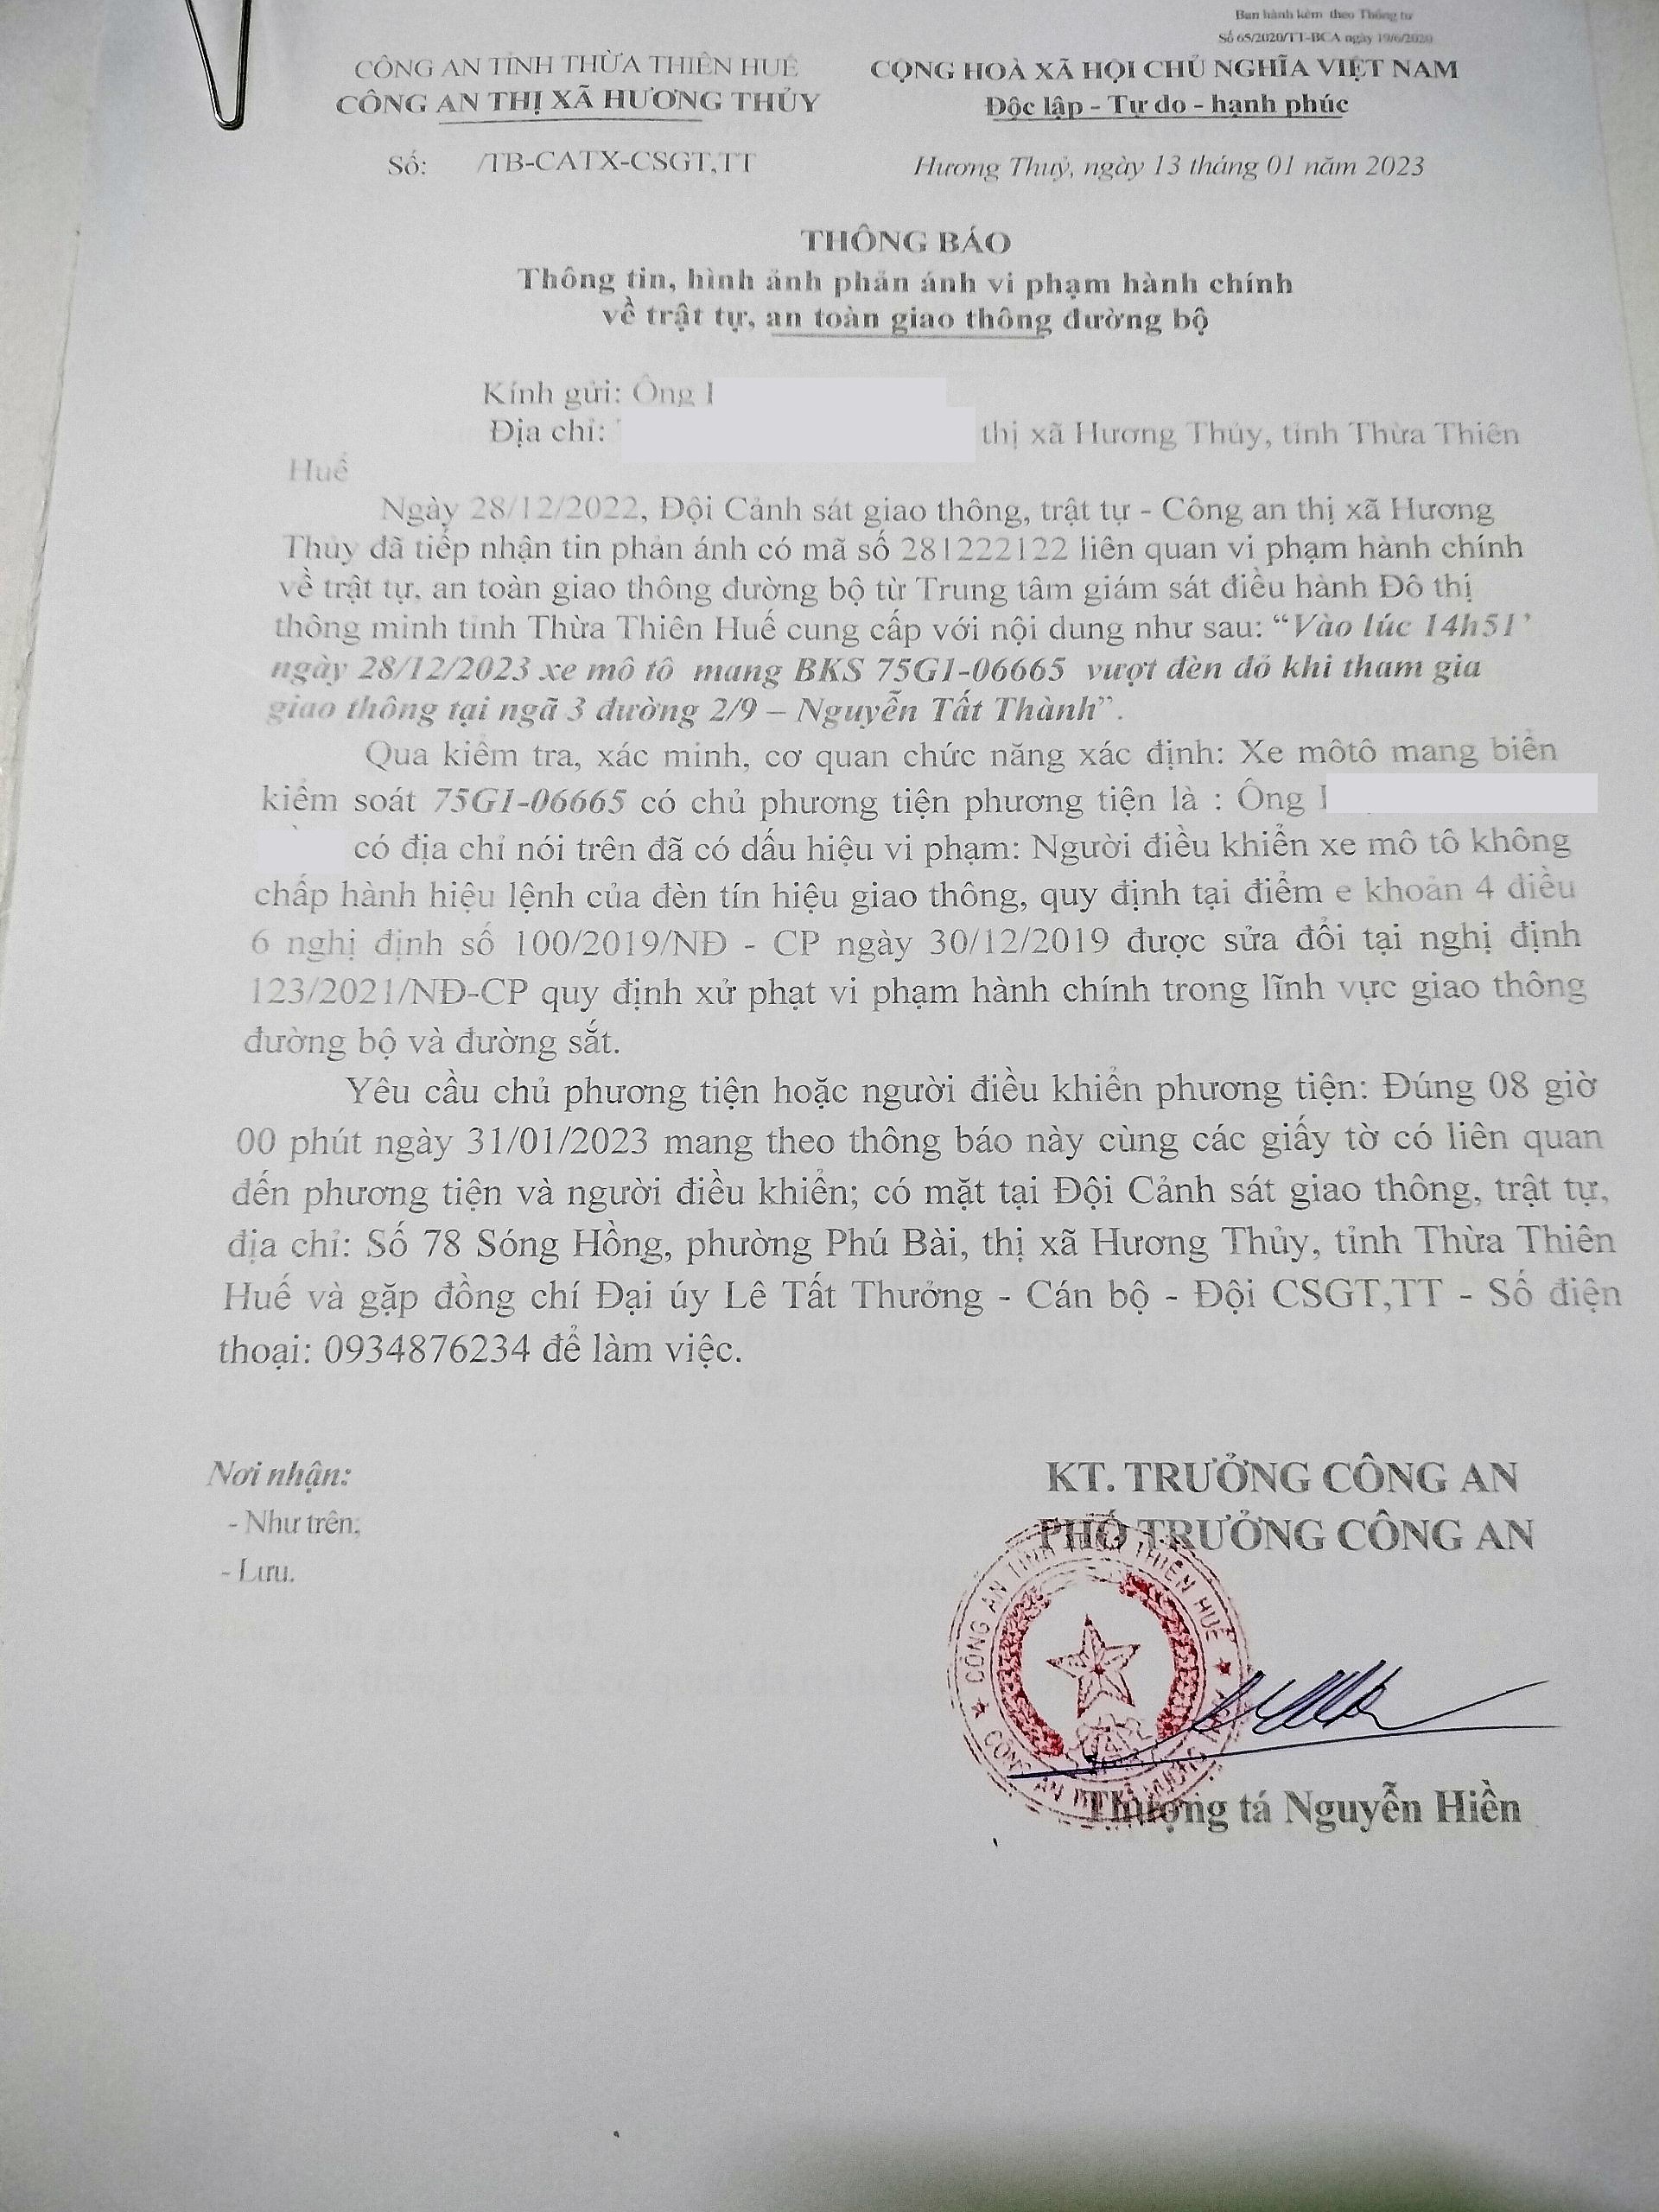 Ban hành kèm theo Thông tư
Số 65/2020/TT-BCA ngày 19/6/2020
CÔNG AN TỈNH THỪA THIÊN HUẾ
CÔNG AN THỊ XÃ HƯƠNG THỦY
CỘNG HOÀ XÃ HỘI CHỦ NGHĨA VIỆT NAM
Độc lập - Tự do - hạnh phúc
Số: /TB-CATX-CSGT,TT
Hương Thuỷ, ngày 13 tháng 01 năm 2023
THÔNG BÁO
Thông tin, hình ảnh phản ánh vi phạm hành chính
về trật tự, an toàn giao thông đường bộ
Kính gửi: Ông
Địa chỉ: thị xã Hương Thủy, tỉnh Thừa Thiên
Huế
Ngày 28/12/2022, Đội Cảnh sát giao thông, trật tự - Công an thị xã Hương
Thủy đã tiếp nhận tin phản ánh có mã số 281222122 liên quan vi phạm hành chính
về trật tự, an toàn giao thông đường bộ từ Trung tâm giám sát điều hành Đô thị
thông minh tỉnh Thừa Thiên Huế cung cấp với nội dung như sau: “Vào lúc 14h51’
ngày 28/12/2023 xe mô tô mang BKS 75G1-06665 vượt đèn đỏ khi tham gia
giao thông tại ngã 3 đường 2/9 – Nguyễn Tất Thành”.
Qua kiểm tra, xác minh, cơ quan chức năng xác định: Xe môtô mang biển
kiểm soát 75G1-06665 có chủ phương tiện phương tiện là : Ông
có địa chỉ nói trên đã có dấu hiệu vi phạm: Người điều khiển xe mô tô không
chấp hành hiệu lệnh của đèn tín hiệu giao thông, quy định tại điểm e khoản 4 điều
6 nghị định số 100/2019/NĐ - CP ngày 30/12/2019 được sửa đổi tại nghị định
123/2021/NĐ-CP quy định xử phạt vi phạm hành chính trong lĩnh vực giao thông
đường bộ và đường sắt.
Yêu cầu chủ phương tiện hoặc người điều khiển phương tiện: Đúng 08 giờ
00 phút ngày 31/01/2023 mang theo thông báo này cùng các giấy tờ có liên quan
đến phương tiện và người điều khiển; có mặt tại Đội Cảnh sát giao thông, trật tự,
địa chỉ: Số 78 Sóng Hồng, phường Phú Bài, thị xã Hương Thủy, tỉnh Thừa Thiên
Huế và gặp đồng chí Đại úy Lê Tất Thưởng - Cán bộ - Đội CSGT,TT - Số điện
thoại: 0934876234 để làm việc.
Nơi nhận:
- Như trên;
- Lưu.
KT. TRƯỞNG CÔNG AN
PHÓ TRƯỞNG CÔNG AN
CÔNG AN TỈNH THỪA THIÊN HUẾ
CÔNG AN THỊ XÃ HƯƠNG
Thượng tá Nguyễn Hiền